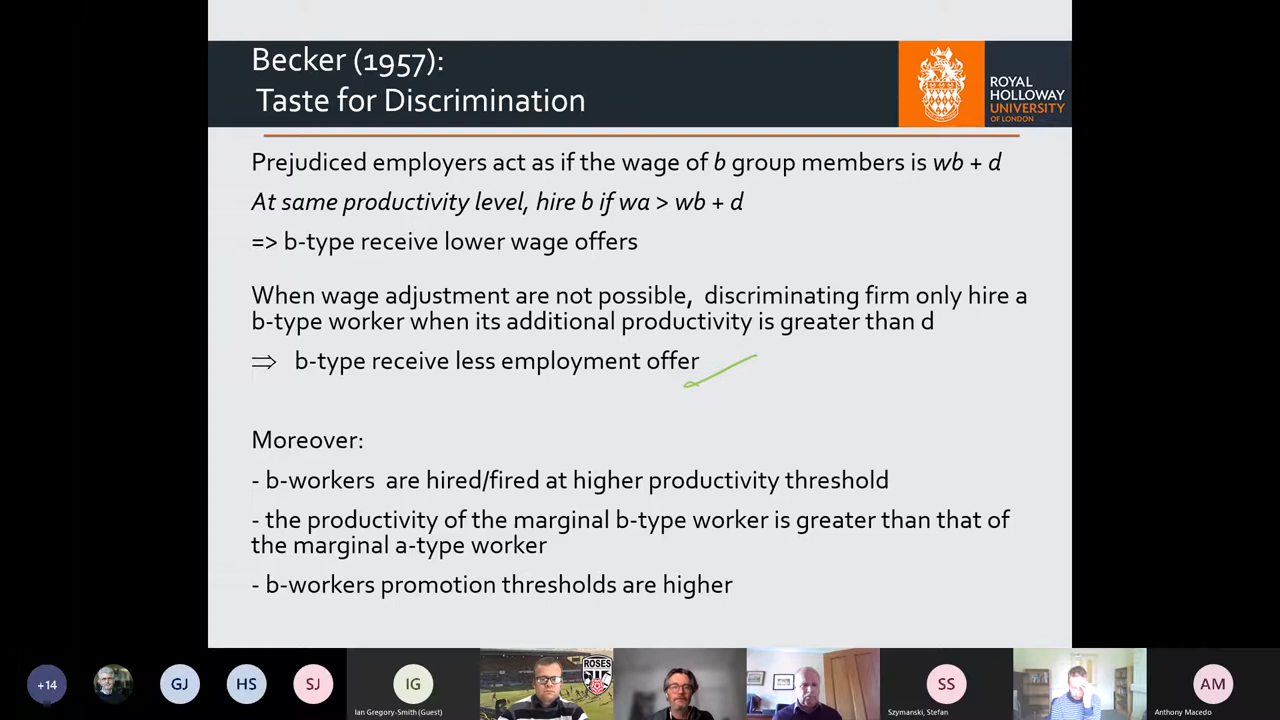 Becker (1957):
Taste for Discrimination
ROYAL
HOLLOWAY
UNIVERSITY
OF LONDON
Prejudiced employers act as if the wage of b group members is wb + d
At same productivity level, hire b if wa > wb + d
=> b-type receive lower wage offers
When wage adjustment are not possible, discriminating firm only hire a
b-type worker when its additional productivity is greater than d
⇒ b-type receive less employment offer
Moreover:
- b-workers are hired/fired at higher productivity threshold
- the productivity of the marginal b-type worker is greater than that of
the marginal a-type worker
- b-workers promotion thresholds are higher
+14
GJ
HS
SJ
IG
Ian Gregory-Smith (Guest)
ROSES
SS
Szymanski, Stefan
AM
Anthony Macedo